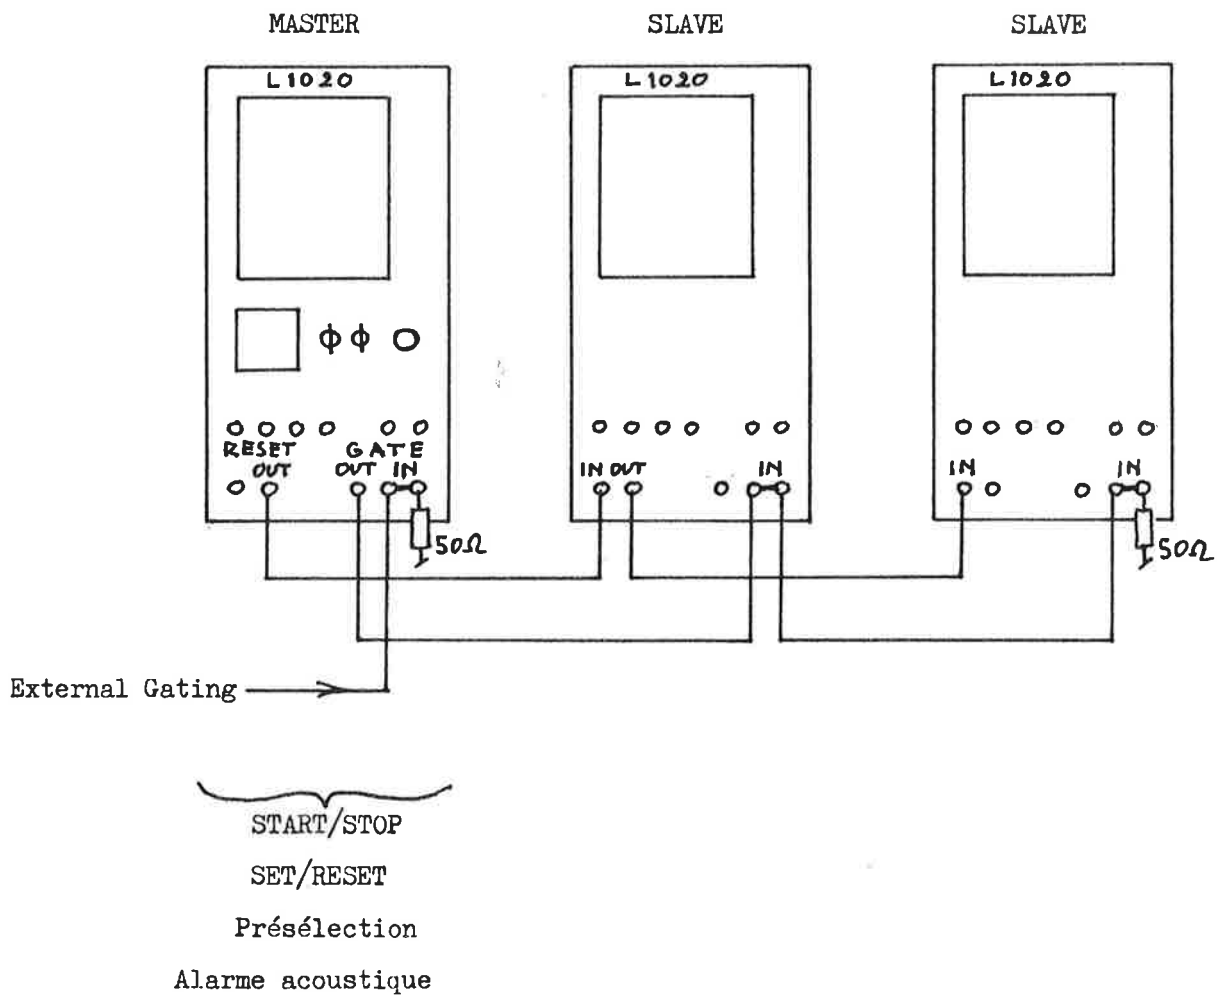 MASTER SLAVE SLAVE
L1020 L1020 L1020
RESET GATE
OUT OUT IN IN OUT IN IN IN
50Ω 50Ω
External Gating
START/STOP
SET/RESET
Présélection
Alarme acoustique